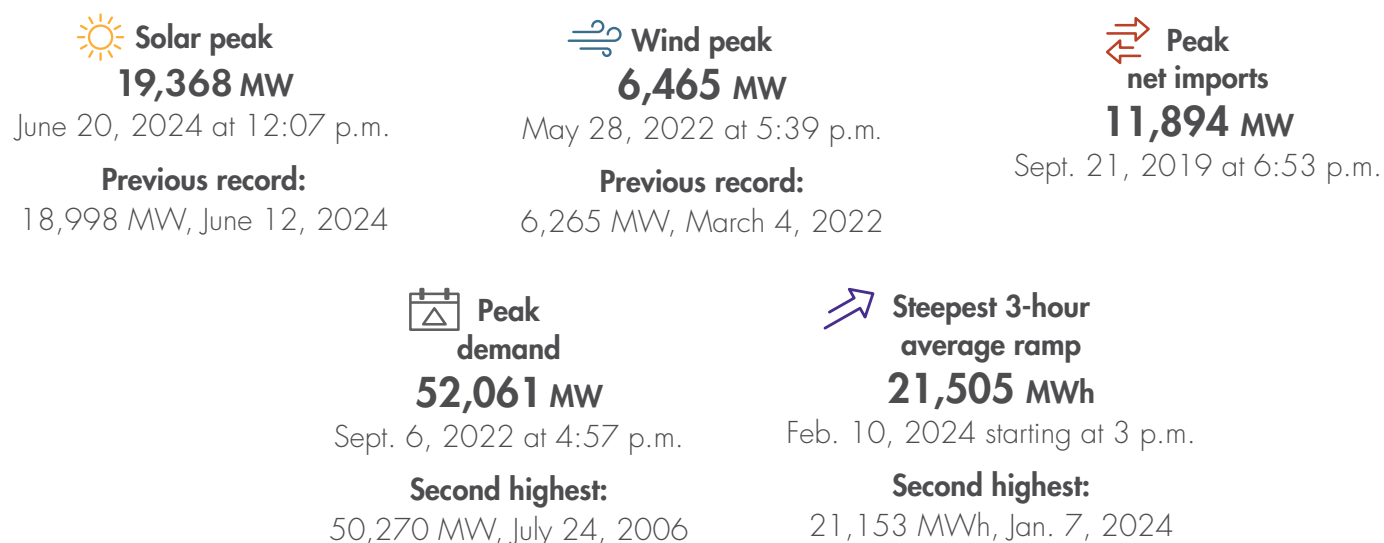 Solar peak
19,368 MW
June 20, 2024 at 12:07 p.m.
Previous record:
18,998 MW, June 12, 2024
Wind peak
6,465 MW
May 28, 2022 at 5:39 p.m.
Previous record:
6,265 MW, March 4, 2022
Peak
net imports
11,894 MW
Sept. 21, 2019 at 6:53 p.m.
Peak
demand
52,061 MW
Sept. 6, 2022 at 4:57 p.m.
Second highest:
50,270 MW, July 24, 2006
Steepest 3-hour
average ramp
21,505 MWh
Feb. 10, 2024 starting at 3 p.m.
Second highest:
21,153 MWh, Jan. 7, 2024